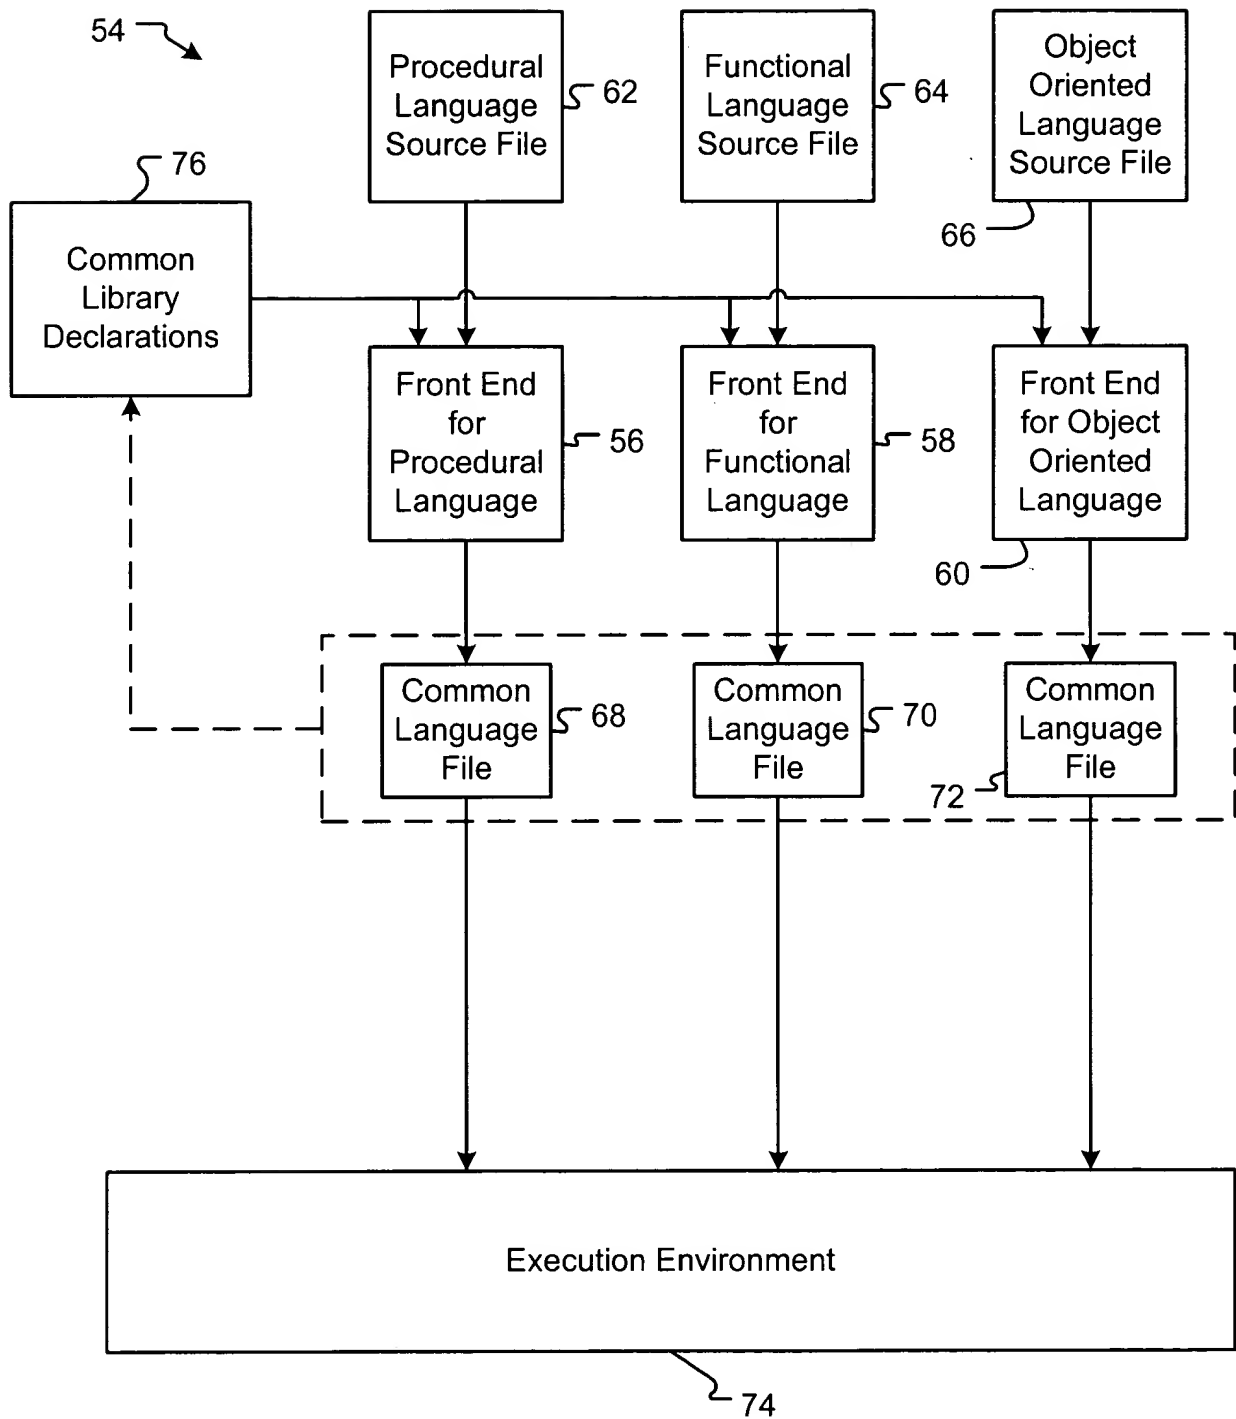 54
Procedural
Language
Source File
62
Functional
Language
Source File
64
Object
Oriented
Language
Source File
66
76
Common
Library
Declarations
Front End
for
Procedural
Language
56
Front End
for
Functional
Language
58
Front End
for Object
Oriented
Language
60
Common
Language
File
68
Common
Language
File
70
Common
Language
File
72
Execution Environment
74